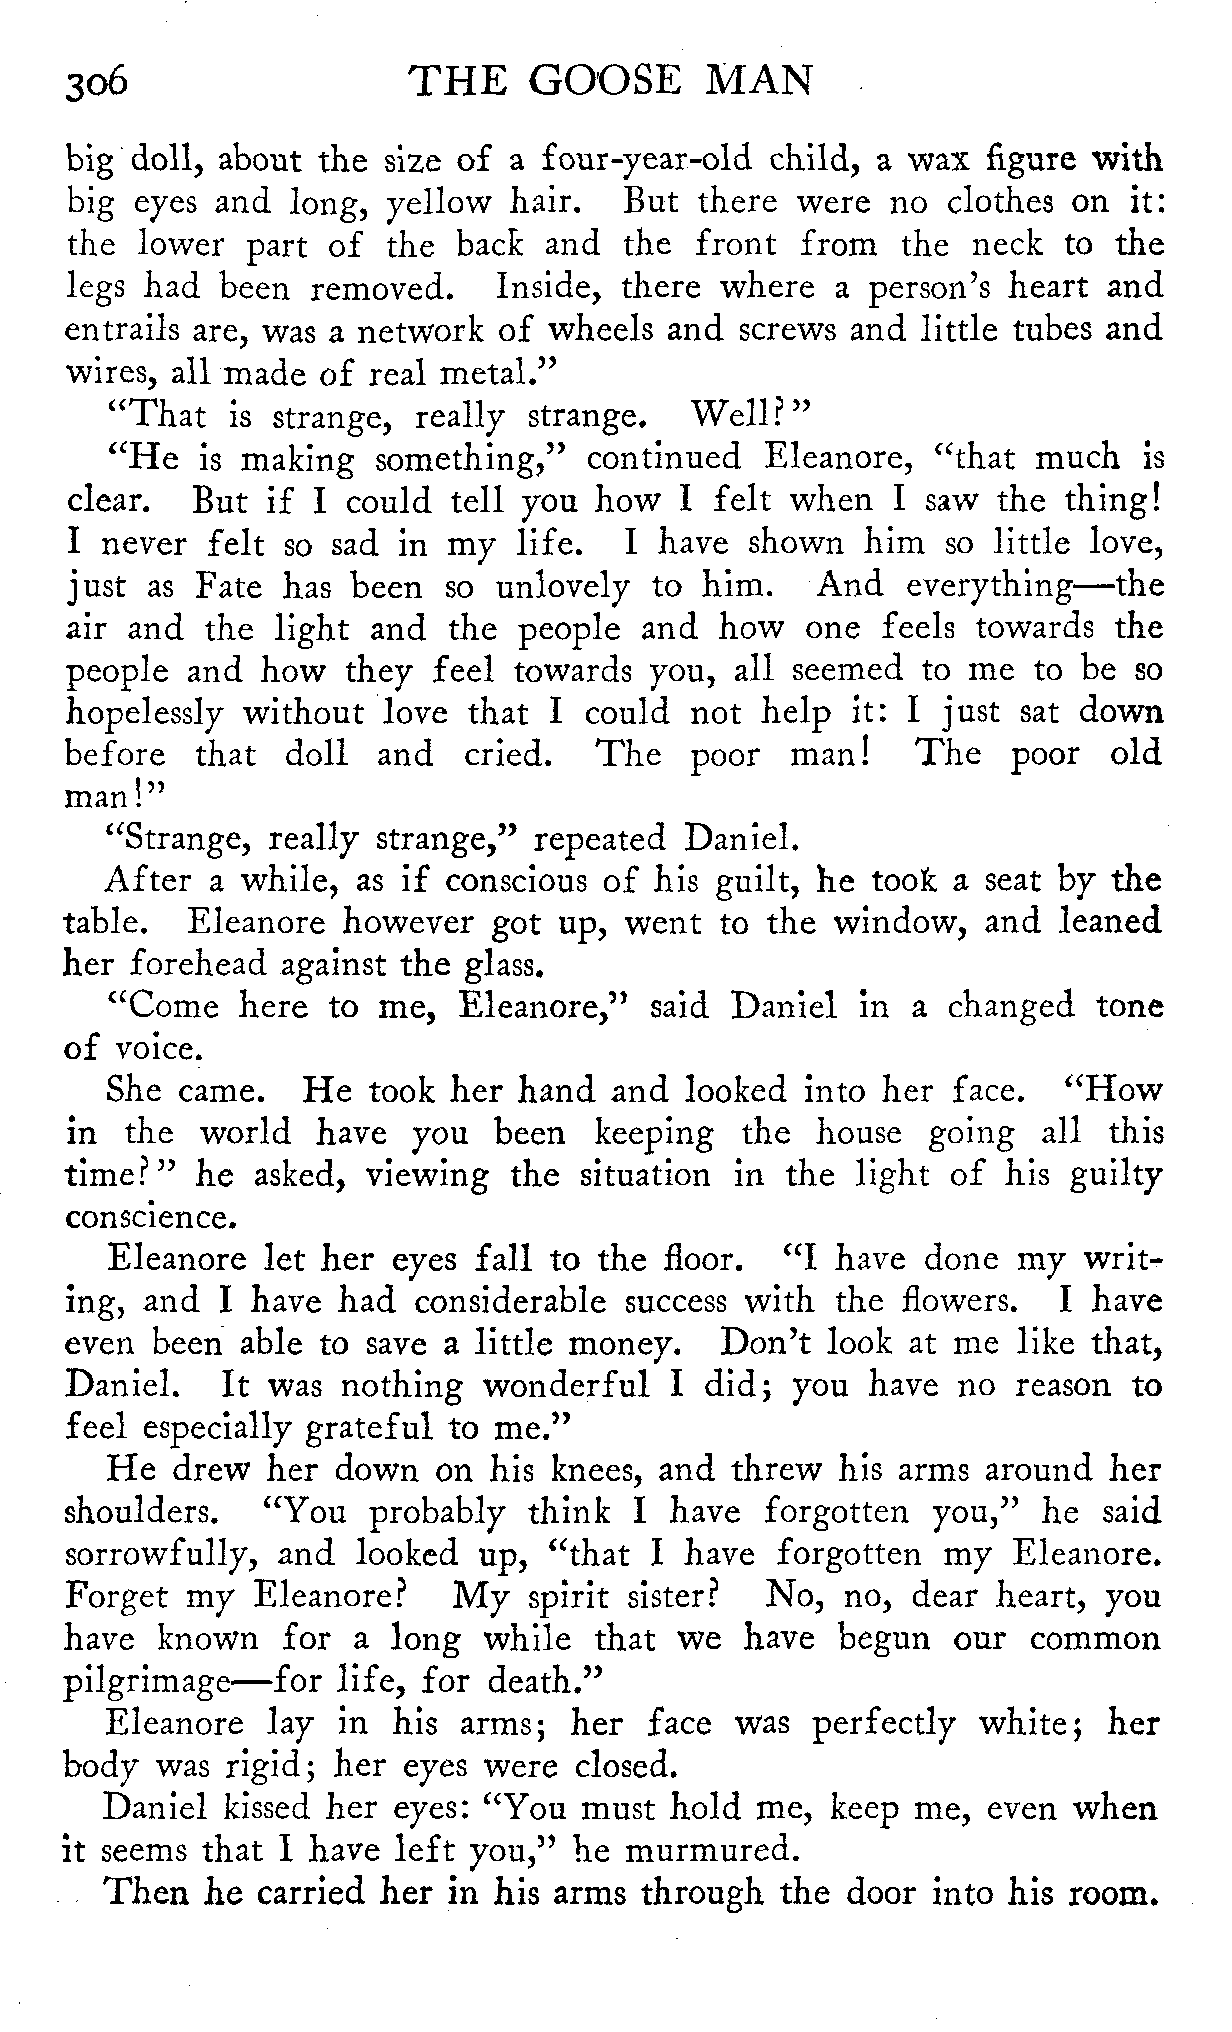 306 THE GOOSE MAN
big doll, about the size of a four-year-old child, a wax figure with
big eyes and long, yellow hair. But there were no clothes on it:
the lower part of the back and the front from the neck to the
legs had been removed. Inside, there where a person's heart and
entrails are, was a network of wheels and screws and little tubes and
wires, all made of real metal."
"That is strange, really strange. Well?"
"He is making something," continued Eleanore, "that much is
clear. But if I could tell you how I felt when I saw the thing!
I never felt so sad in my life. I have shown him so little love,
just as Fate has been so unlovely to him. And everything—the
air and the light and the people and how one feels towards the
people and how they feel towards you, all seemed to me to be so
hopelessly without love that I could not help it: I just sat down
before that doll and cried. The poor man! The poor old
man!"
"Strange, really strange," repeated Daniel.
After a while, as if conscious of his guilt, he took a seat by the
table. Eleanore however got up, went to the window, and leaned
her forehead against the glass.
"Come here to me, Eleanore," said Daniel in a changed tone
of voice.
She came. He took her hand and looked into her face. "How
in the world have you been keeping the house going all this
time?" he asked, viewing the situation in the light of his guilty
conscience.
Eleanore let her eyes fall to the floor. "I have done my writ-
ing, and I have had considerable success with the flowers. I have
even been able to save a little money. Don't look at me like that,
Daniel. It was nothing wonderful I did; you have no reason to
feel especially grateful to me."
He drew her down on his knees, and threw his arms around her
shoulders. "You probably think I have forgotten you," he said
sorrowfully, and looked up, "that I have forgotten my Eleanore.
Forget my Eleanore? My spirit sister? No, no, dear heart, you
have known for a long while that we have begun our common
pilgrimage—for life, for death."
Eleanore lay in his arms; her face was perfectly white; her
body was rigid; her eyes were closed.
Daniel kissed her eyes: "You must hold me, keep me, even when
it seems that I have left you," he murmured.
Then he carried her in his arms through the door into his room.